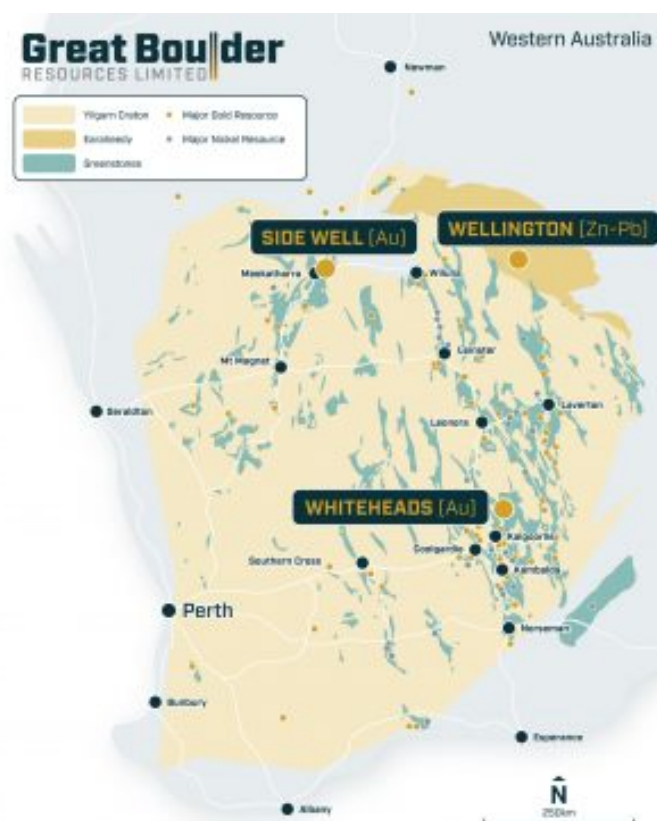 Great Boulder
RESOURCES LIMITED
Western Australia
Newman
Yilgarn Craton
Major Gold Resource
Earaheedy
Major Nickel Resource
Greenstones
SIDE WELL [Au]
WELLINGTON [Zn-Pb]
Meekatharra
Wiluna
Mt Magnet
Leinster
Geraldton
Leonora
Laverton
WHITEHEADS [Au]
Kalgoorlie
Coolgardie
Southern Cross
Kambalda
Perth
Norseman
Bunbury
Esperance
N
250km
Albany